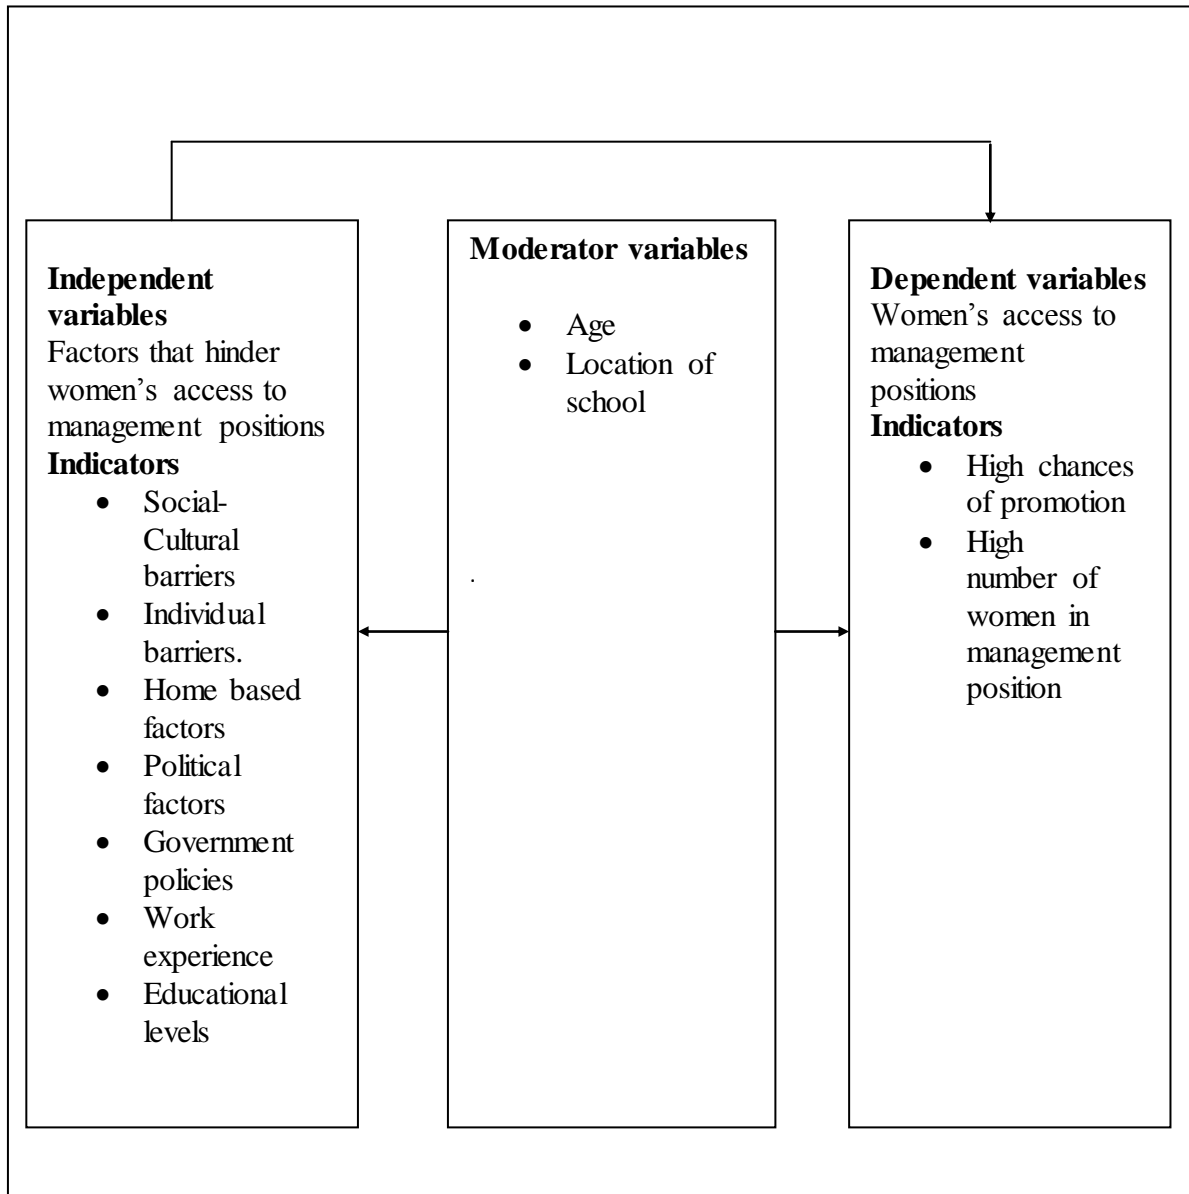 Independent
variables
Factors that hinder
women's access to
management positions
Indicators
• Social-
Cultural
barriers
• Individual
barriers.
• Home based
factors
• Political
factors
• Government
policies
• Work
experience
• Educational
levels
Moderator variables
• Age
• Location of
school
.
Dependent variables
Women's access to
management
positions
Indicators
• High chances
of promotion
• High
number of
women in
management
position